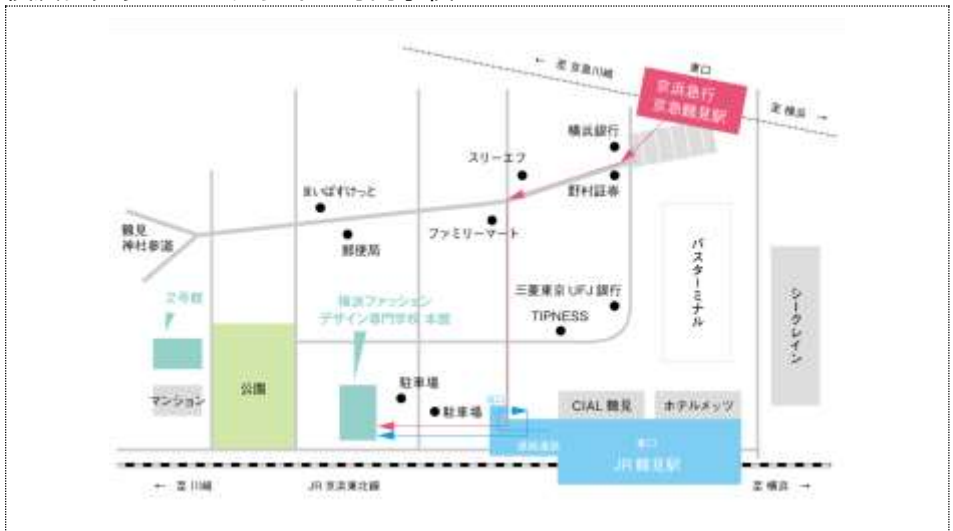 ← 至 京急川崎
東口
京浜急行
京急鶴見駅
至 横浜 →
横浜銀行
スリーエフ
野村証券
まいばすけっと
ファミリーマート
郵便局
鶴見
神社参道
バスターミナル
シークレイン
2号館
横浜ファッション
デザイン専門学校 本館
三菱東京 UFJ 銀行
TIPNESS
公園
マンション
駐車場
駐車場
CIAL 鶴見
ホテルメッツ
東口
JR 鶴見駅
← 至 川崎
JR 京浜東北線
至 横浜 →